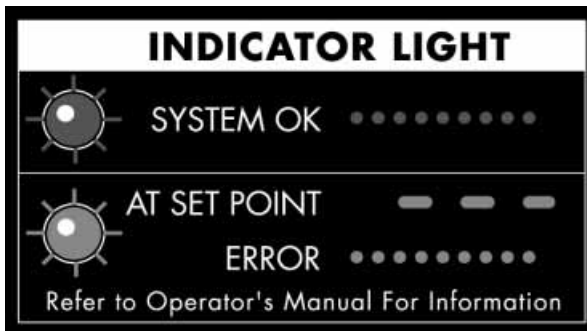 INDICATOR LIGHT
SYSTEM OK
AT SET POINT
ERROR
Refer to Operator's Manual For Information